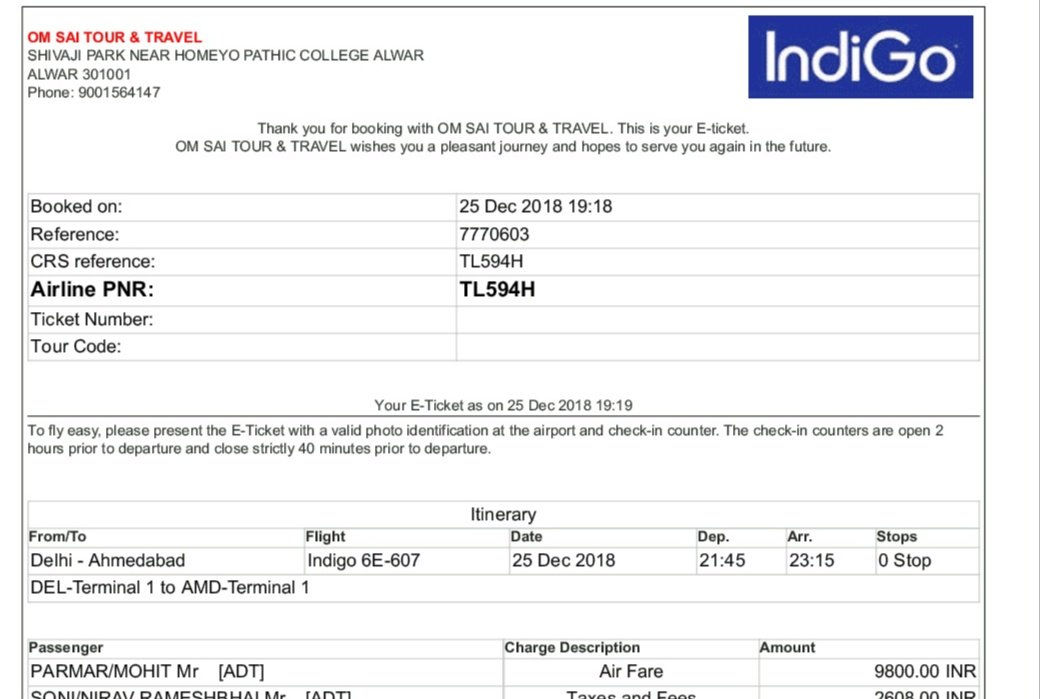 OM SAI TOUR & TRAVEL
SHIVAJI PARK NEAR HOMEYO PATHIC COLLEGE ALWAR
ALWAR 301001
Phone: 9001564147
IndiGo
Thank you for booking with OM SAI TOUR & TRAVEL. This is your E-ticket.
OM SAI TOUR & TRAVEL wishes you a pleasant journey and hopes to serve you again in the future.
Booked on: 25 Dec 2018 19:18
Reference: 7770603
CRS reference: TL594H
Airline PNR: TL594H
Ticket Number:
Tour Code:
Your E-Ticket as on 25 Dec 2018 19:19
To fly easy, please present the E-Ticket with a valid photo identification at the airport and check-in counter. The check-in counters are open 2
hours prior to departure and close strictly 40 minutes prior to departure.
Itinerary
From/To Flight Date Dep. Arr. Stops
Delhi - Ahmedabad Indigo 6E-607 25 Dec 2018 21:45 23:15 0 Stop
DEL-Terminal 1 to AMD-Terminal 1
Passenger Charge Description Amount
PARMAR/MOHIT Mr [ADT] Air Fare 9800.00 INR
SONI/NIRAV RAMESHBHAI Mr [ADT] Taxes and Fees 2608.00 INR